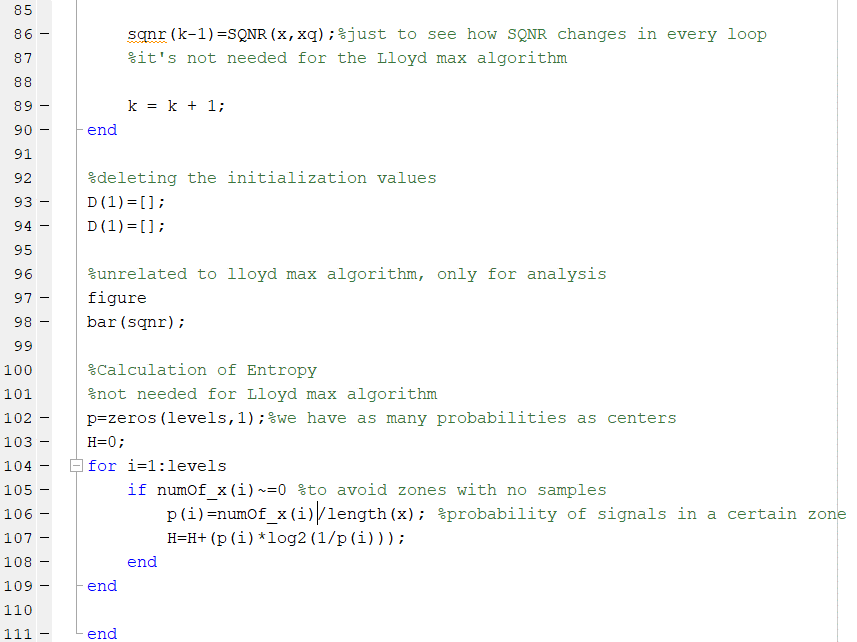 85
86 – sqnr(k-1)=SQNR(x,xq);%just to see how SQNR changes in every loop
87 %it's not needed for the Lloyd max algorithm
88
89 – k = k + 1;
90 – end
91
92 %deleting the initialization values
93 – D(1)=[];
94 – D(1)=[];
95
96 %unrelated to lloyd max algorithm, only for analysis
97 – figure
98 – bar(sqnr);
99
100 %Calculation of Entropy
101 %not needed for Lloyd max algorithm
102 – p=zeros(levels,1);%we have as many probabilities as centers
103 – H=0;
104 – for i=1:levels
105 – if numOf_x(i)~=0 %to avoid zones with no samples
106 – p(i)=numOf_x(i)/length(x); %probability of signals in a certain zone
107 – H=H+(p(i)*log2(1/p(i)));
108 – end
109 – end
110
111 – end